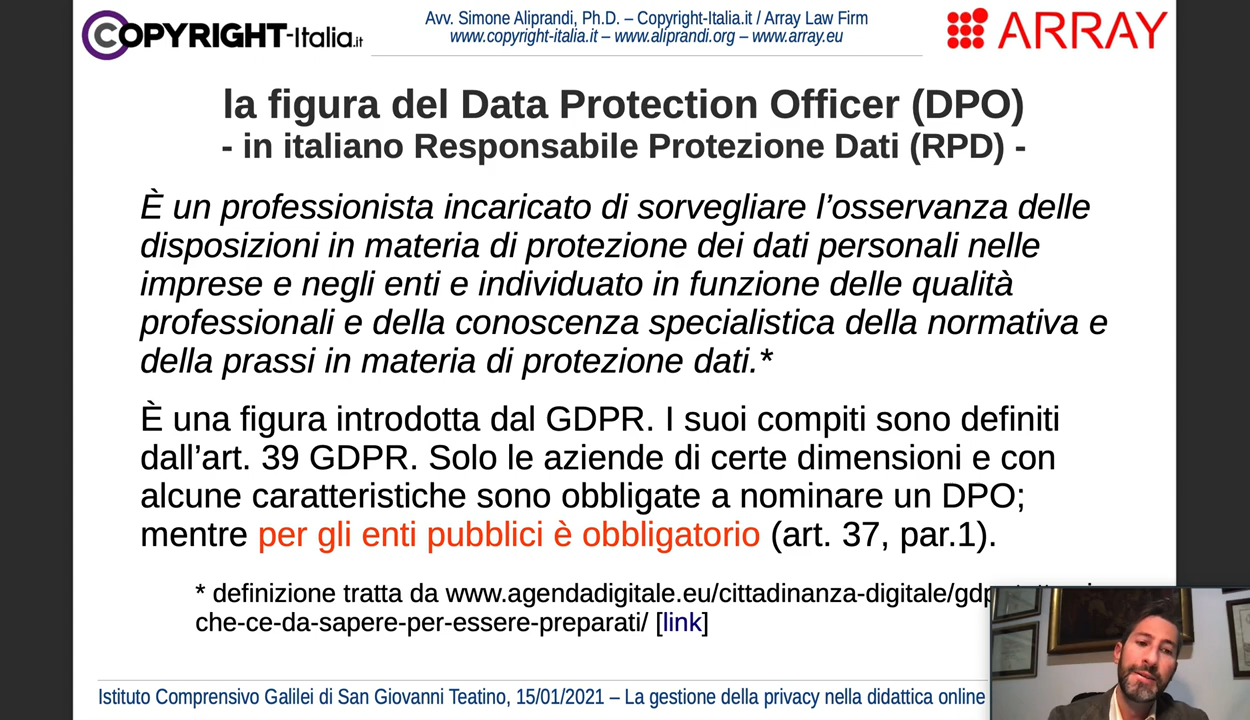 COPYRIGHT-Italia.it
Avv. Simone Aliprandi, Ph.D. – Copyright-Italia.it / Array Law Firm
www.copyright-italia.it – www.aliprandi.org – www.array.eu
ARRAY
la figura del Data Protection Officer (DPO)
- in italiano Responsabile Protezione Dati (RPD) -
È un professionista incaricato di sorvegliare l’osservanza delle
disposizioni in materia di protezione dei dati personali nelle
imprese e negli enti e individuato in funzione delle qualità
professionali e della conoscenza specialistica della normativa e
della prassi in materia di protezione dati.*
È una figura introdotta dal GDPR. I suoi compiti sono definiti
dall’art. 39 GDPR. Solo le aziende di certe dimensioni e con
alcune caratteristiche sono obbligate a nominare un DPO;
mentre per gli enti pubblici è obbligatorio (art. 37, par.1).
* definizione tratta da www.agendadigitale.eu/cittadinanza-digitale/gdp
che-ce-da-sapere-per-essere-preparati/ [link]
Istituto Comprensivo Galilei di San Giovanni Teatino, 15/01/2021 – La gestione della privacy nella didattica online